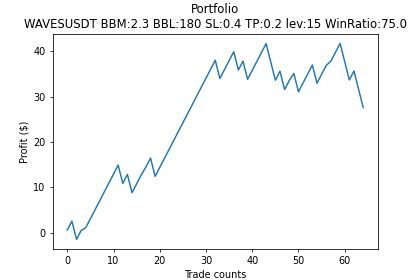 Portfolio
WAVESUSDT BBM:2.3 BBL:180 SL:0.4 TP:0.2 lev:15 WinRatio:75.0
40
30
20
10
0
Profit ($)
0 10 20 30 40 50 60
Trade counts